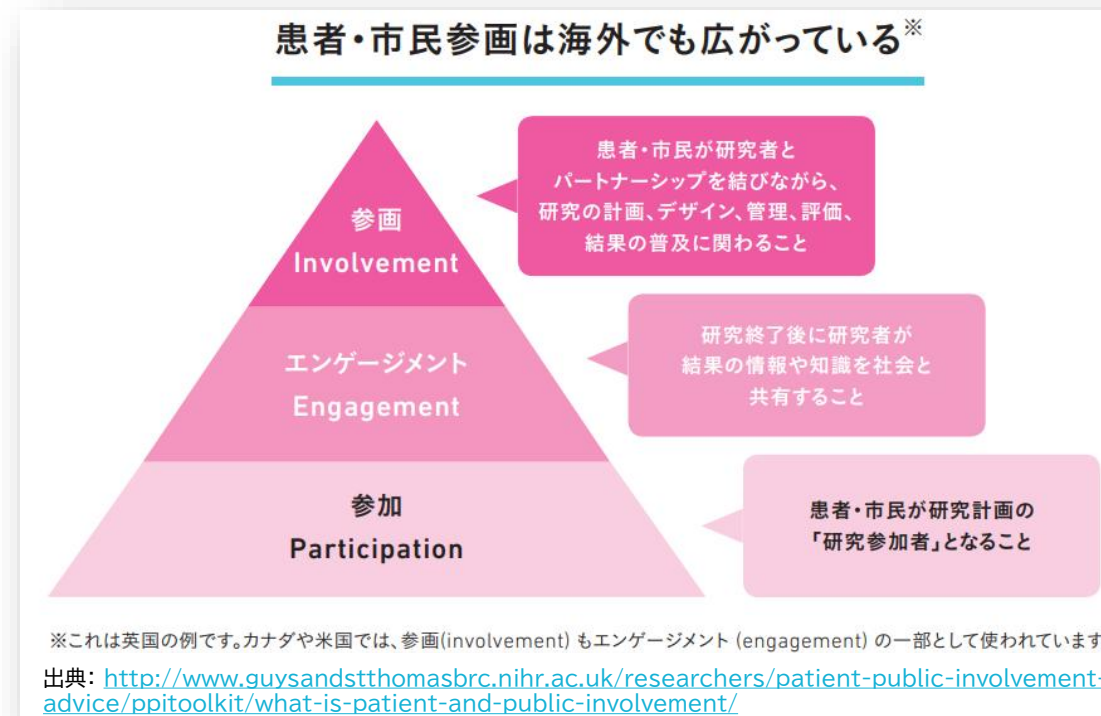 患者・市民参画は海外でも広がっている※
患者・市民が研究者と
パートナーシップを結びながら、
研究の計画、デザイン、管理、評価、
結果の普及に関わること
参画
Involvement
研究終了後に研究者が
結果の情報や知識を社会と
共有すること
エンゲージメント
Engagement
患者・市民が研究計画の
「研究参加者」となること
参加
Participation
※これは英国の例です。カナダや米国では、参画(involvement) もエンゲージメント (engagement) の一部として使われています
出典: http://www.guysandstthomasbrc.nihr.ac.uk/researchers/patient-public-involvement-
advice/ppitoolkit/what-is-patient-and-public-involvement/